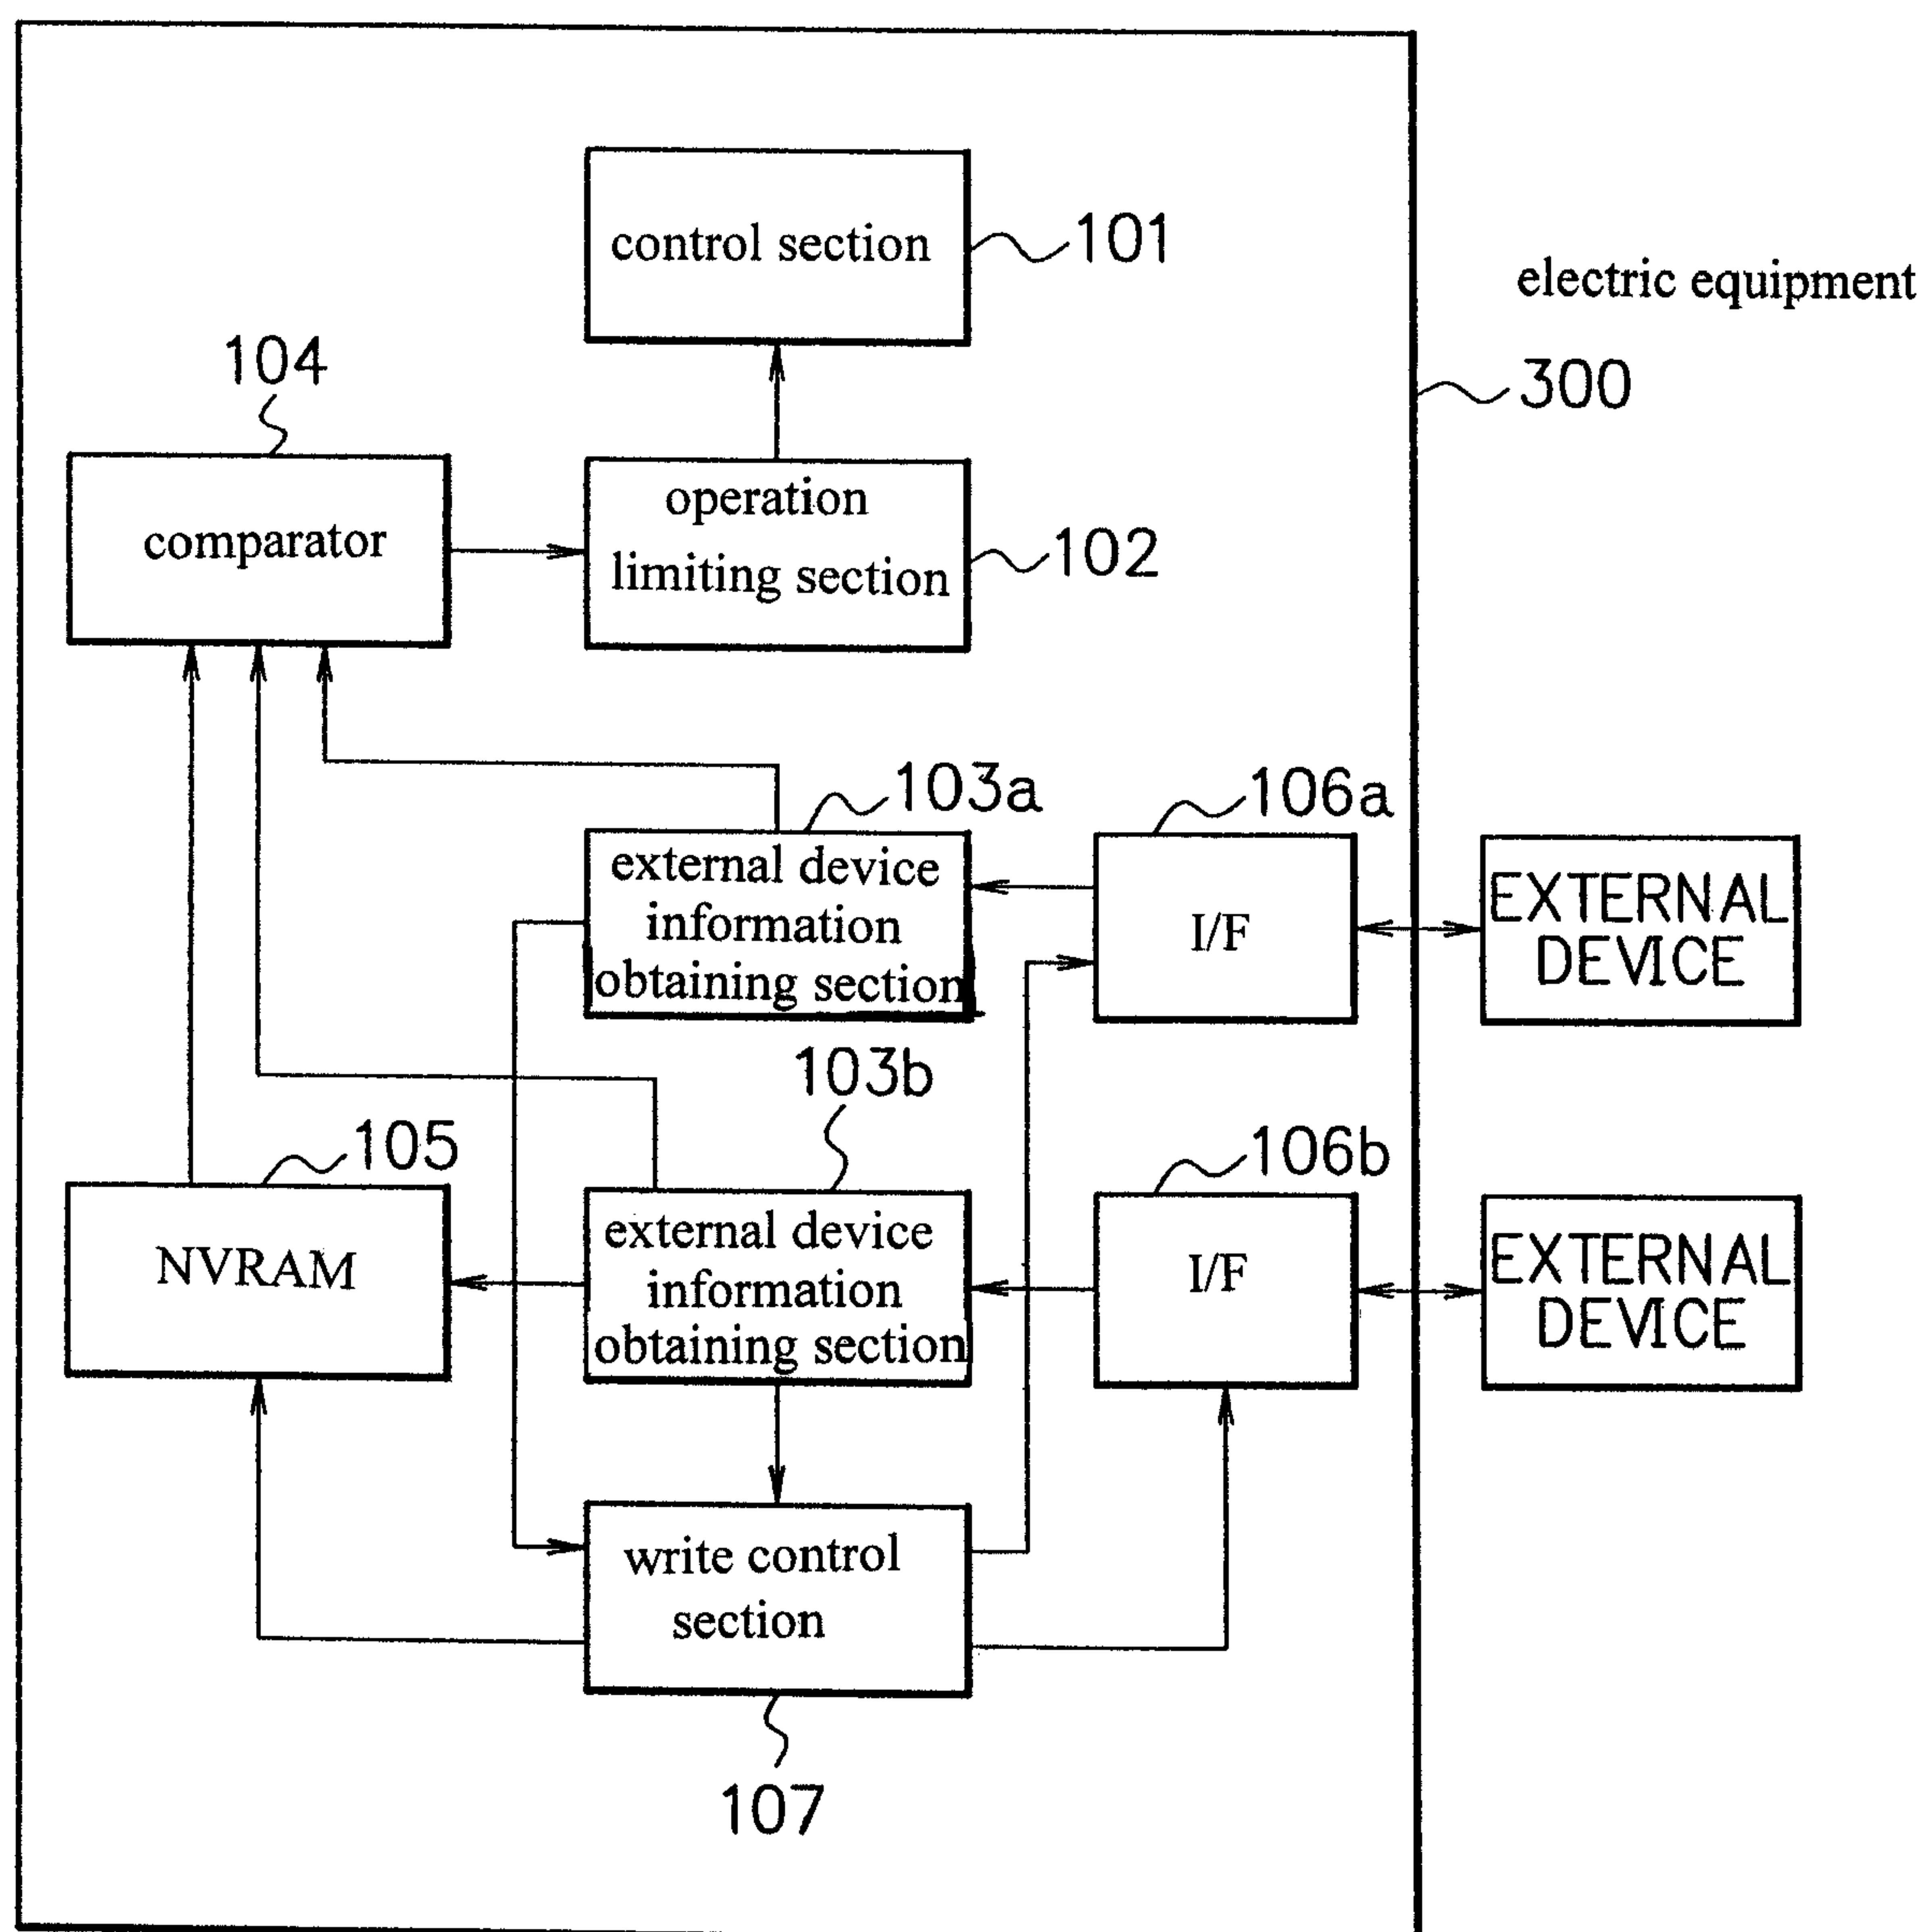 control section
101
electric equipment
300
104
comparator
operation
limiting section
102
103a
106a
external device
information
obtaining section
I/F
EXTERNAL
DEVICE
103b
106b
105
NVRAM
external device
information
obtaining section
I/F
EXTERNAL
DEVICE
write control
section
107